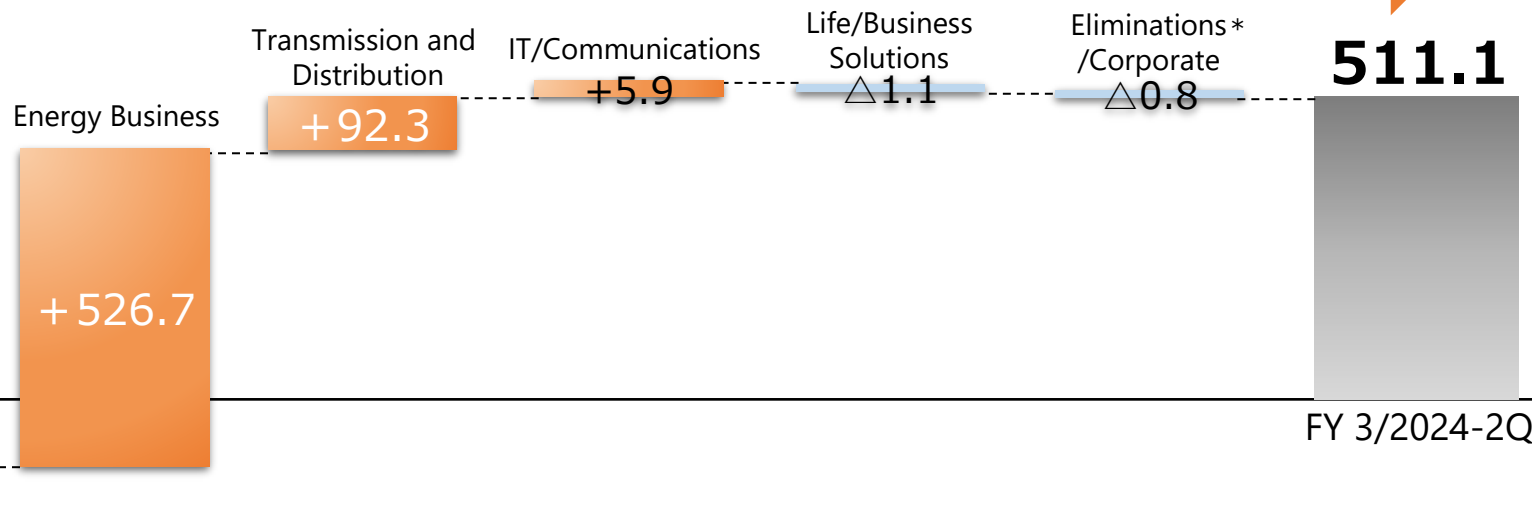 Energy Business
+526.7
Transmission and
Distribution
+92.3
IT/Communications
+5.9
Life/Business
Solutions
△1.1
Eliminations*
/Corporate
△0.8
511.1
FY 3/2024-2Q